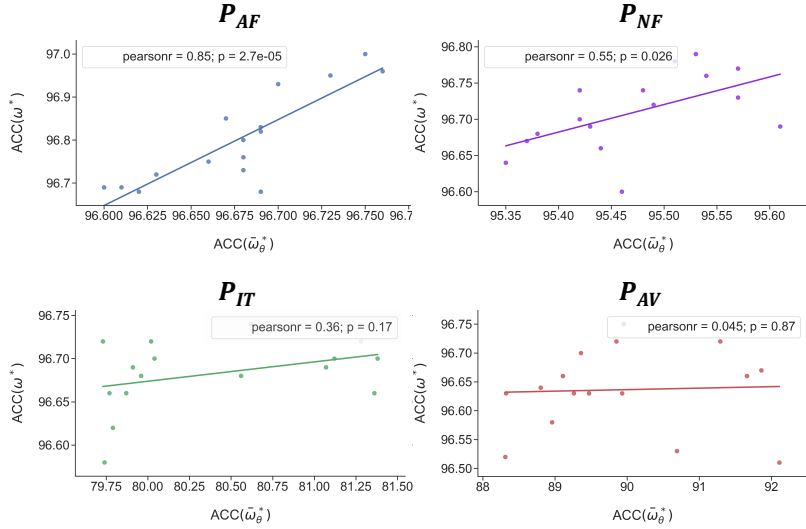 P_AF
pearsonr = 0.85; p = 2.7e-05
97.0
96.9
96.8
96.7
ACC(ω*)
96.600 96.625 96.650 96.675 96.700 96.725 96.750 96.7
ACC(ω̄*_θ)
P_NF
pearsonr = 0.55; p = 0.026
96.80
96.75
96.70
96.65
96.60
ACC(ω*)
95.35 95.40 95.45 95.50 95.55 95.60
ACC(ω̄*_θ)
P_IT
pearsonr = 0.36; p = 0.17
96.75
96.70
96.65
96.60
ACC(ω*)
79.75 80.00 80.25 80.50 80.75 81.00 81.25 81.50
ACC(ω̄*_θ)
P_AV
pearsonr = 0.045; p = 0.87
96.75
96.70
96.65
96.60
96.55
96.50
ACC(ω*)
88 89 90 91 92
ACC(ω̄*_θ)